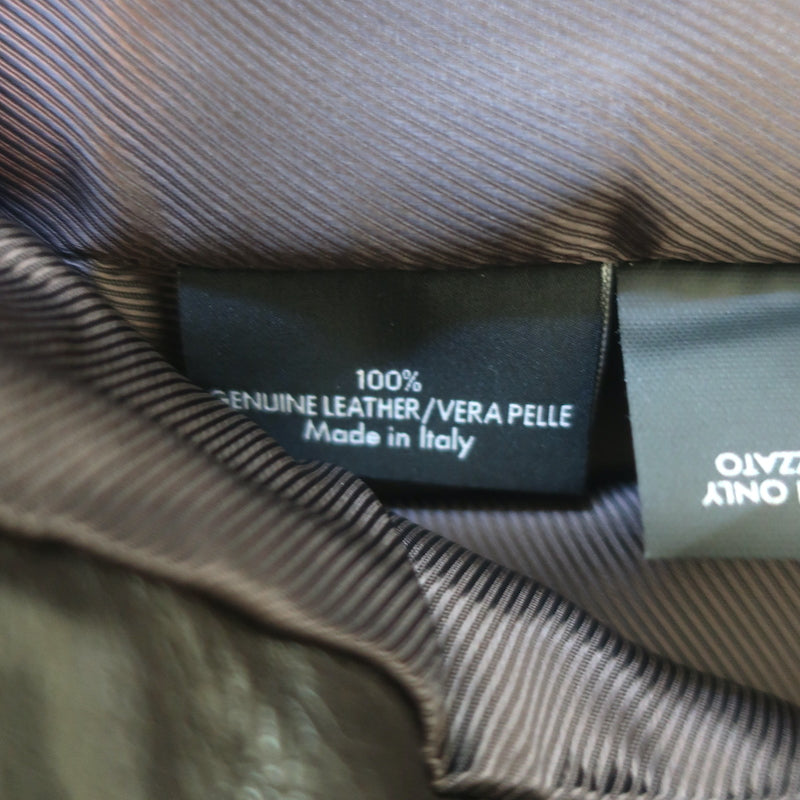 100%
GENUINE LEATHER/VERA PELLE
Made in Italy
ONLY